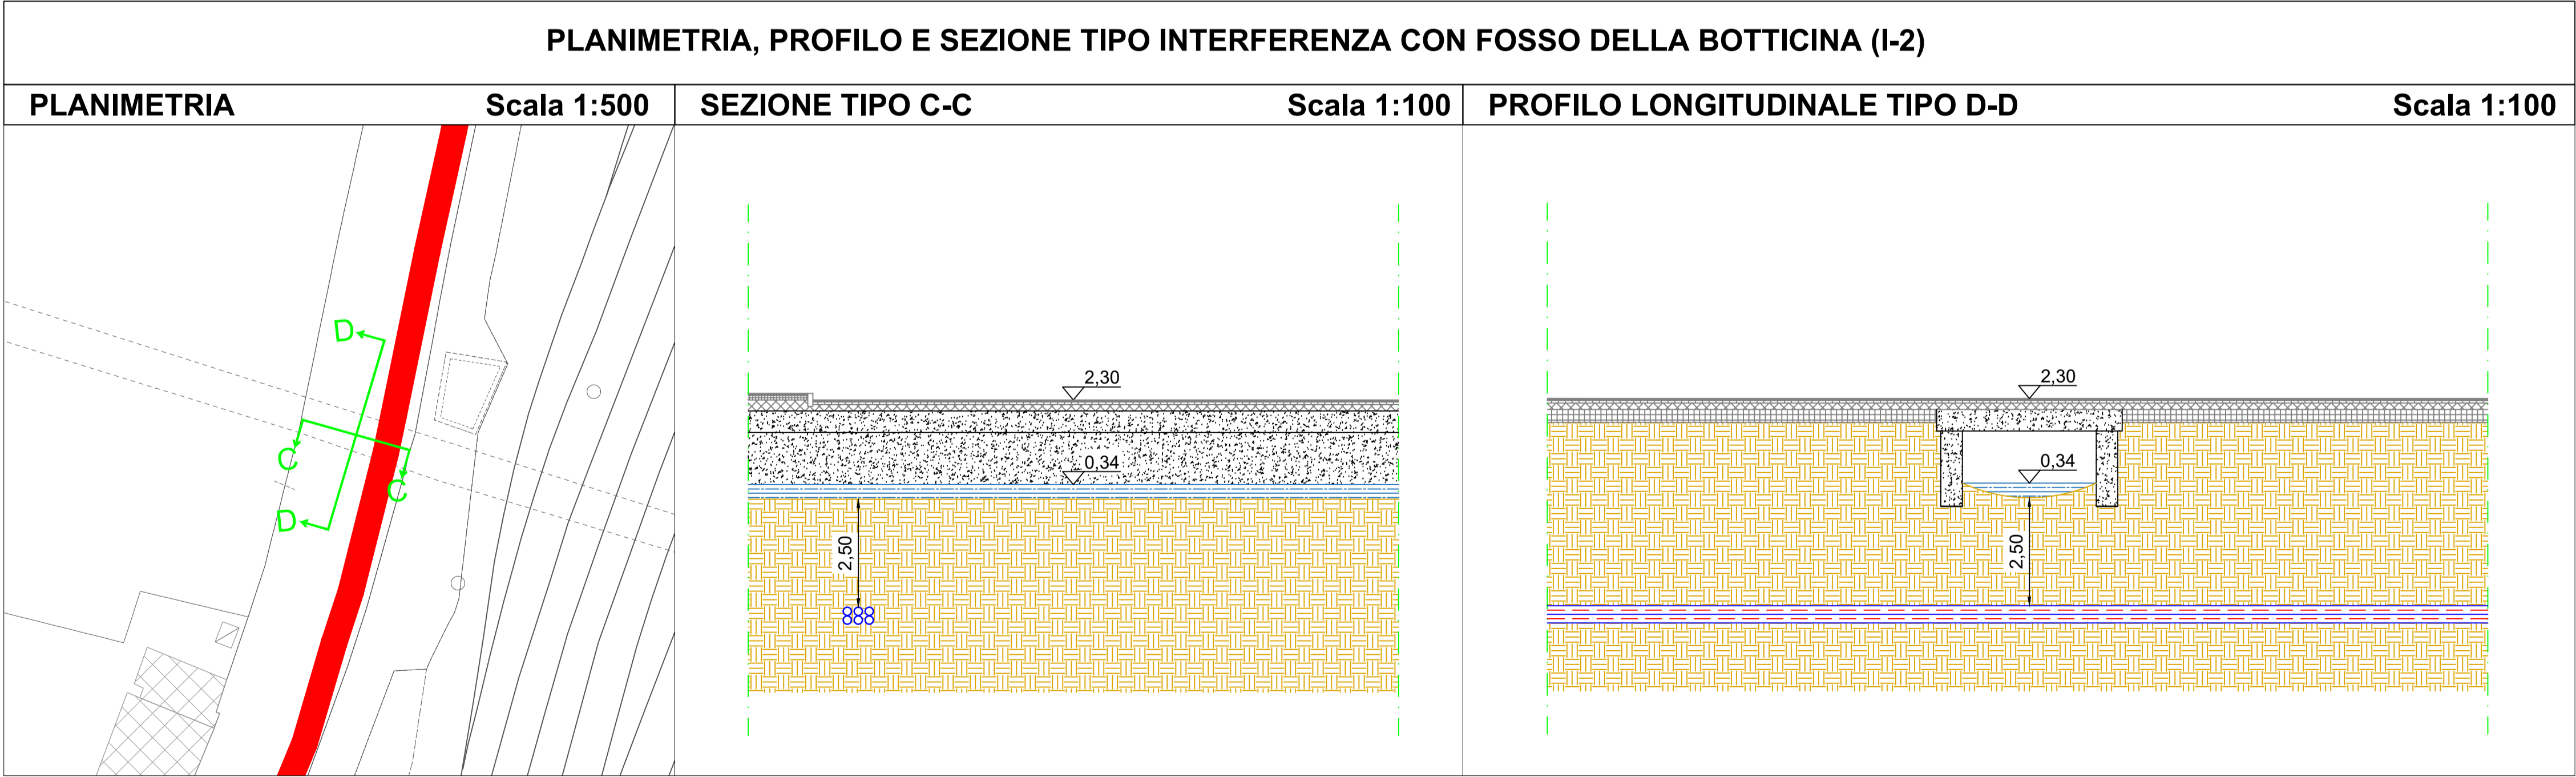 PLANIMETRIA, PROFILO E SEZIONE TIPO INTERFERENZA CON FOSSO DELLA BOTTICINA (I-2)
PLANIMETRIA Scala 1:500
SEZIONE TIPO C-C Scala 1:100
PROFILO LONGITUDINALE TIPO D-D Scala 1:100
D
C
C
D
2,30
0,34
2,50
2,30
0,34
2,50